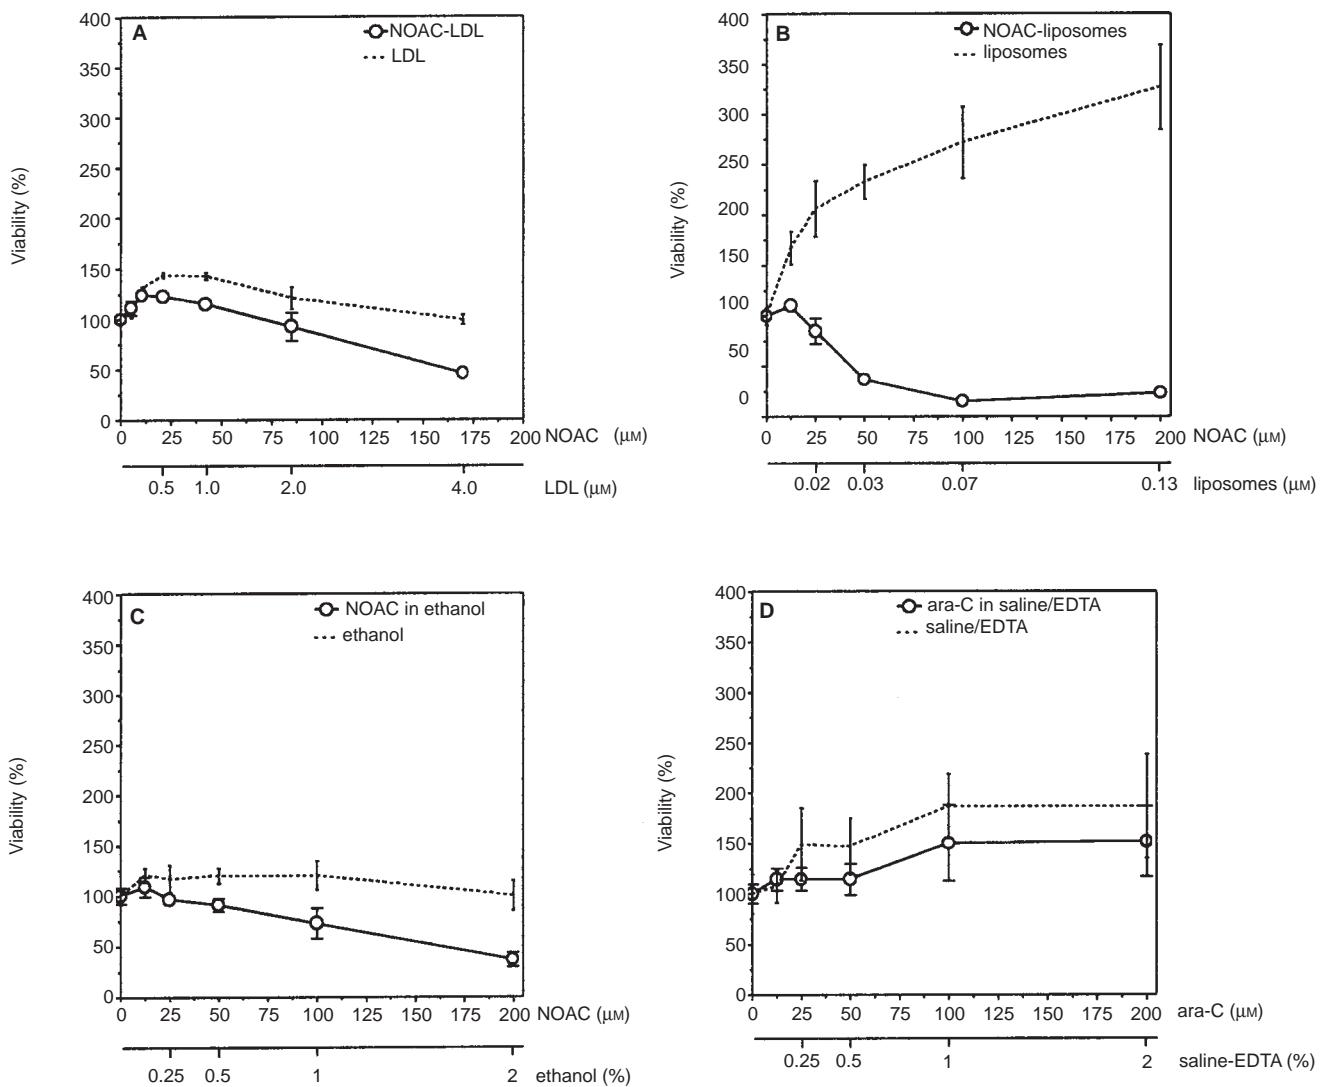 A
NOAC-LDL
LDL
400
350
300
250
200
150
100
50
0
Viability (%)
0 25 50 75 100 125 150 175 200 NOAC (μM)
0.5 1.0 2.0 4.0 LDL (μM)
B
NOAC-liposomes
liposomes
400
350
300
250
200
150
100
50
0
Viability (%)
0 25 50 75 100 125 150 175 200 NOAC (μM)
0.02 0.03 0.07 0.13 liposomes (μM)
C
NOAC in ethanol
ethanol
400
350
300
250
200
150
100
50
0
Viability (%)
0 25 50 75 100 125 150 175 200 NOAC (μM)
0.25 0.5 1 2 ethanol (%)
D
ara-C in saline/EDTA
saline/EDTA
400
350
300
250
200
150
100
50
0
Viability (%)
0 25 50 75 100 125 150 175 200 ara-C (μM)
0.25 0.5 1 2 saline-EDTA (%)